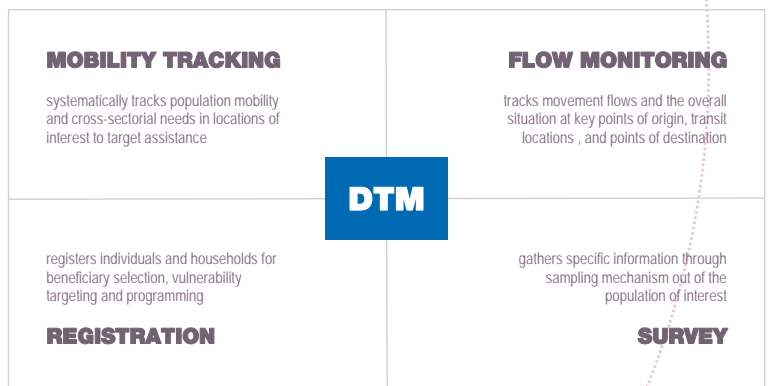 MOBILITY TRACKING
systematically tracks population mobility
and cross-sectorial needs in locations of
interest to target assistance
FLOW MONITORING
tracks movement flows and the overall
situation at key points of origin, transit
locations , and points of destination
DTM
registers individuals and households for
beneficiary selection, vulnerability
targeting and programming
REGISTRATION
gathers specific information through
sampling mechanism out of the
population of interest
SURVEY